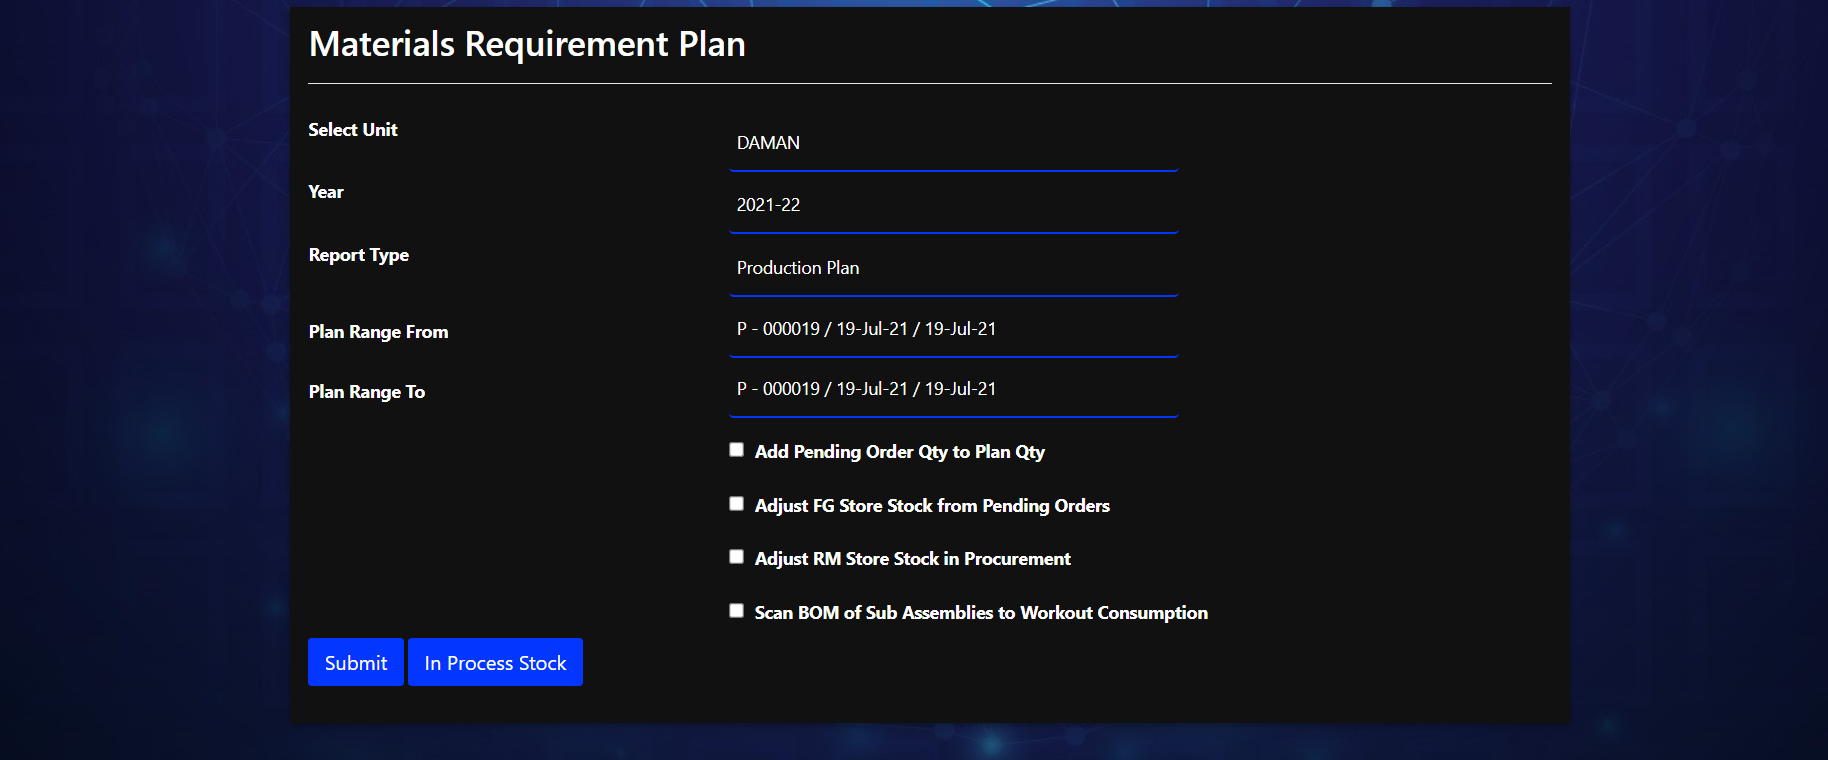 Materials Requirement Plan
Select Unit
DAMAN
Year
2021-22
Report Type
Production Plan
Plan Range From
P - 000019 / 19-Jul-21 / 19-Jul-21
Plan Range To
P - 000019 / 19-Jul-21 / 19-Jul-21
Add Pending Order Qty to Plan Qty
Adjust FG Store Stock from Pending Orders
Adjust RM Store Stock in Procurement
Scan BOM of Sub Assemblies to Workout Consumption
Submit In Process Stock